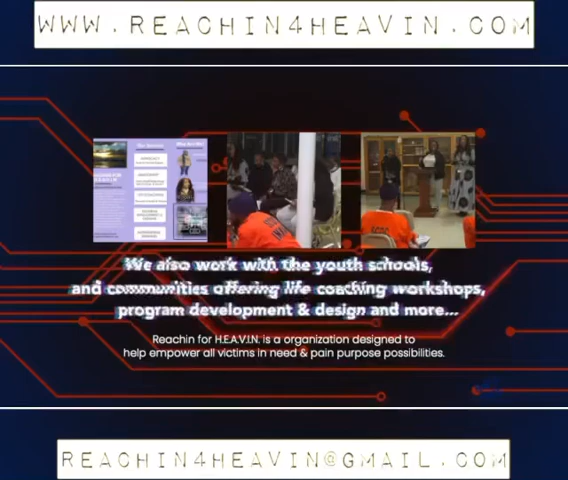 WWW.REACHIN4HEAVIN.COM
We also work with the youth schools,
and communities offering life coaching workshops,
program development & design and more...
Reachin for H.E.A.V.I.N. is a organization designed to
help empower all victims in need & pain purpose possibilities.
REACHIN4HEAVIN@GMAIL.COM